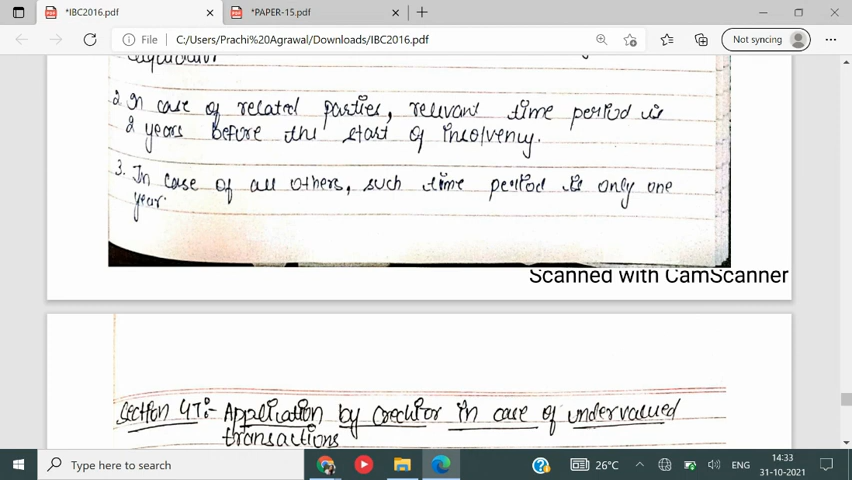 *IBC2016.pdf
*PAPER-15.pdf
File
C:/Users/Prachi%20Agrawal/Downloads/IBC2016.pdf
Not syncing
2. In case of related parties, relevant time period is
2 years before the start of insolvency.
3. In case of all others, such time period is only one
year.
Scanned with CamScanner
Section 47:- Application by creditor in case of undervalued
transactions
Type here to search
26°C
ENG
14:33
31-10-2021